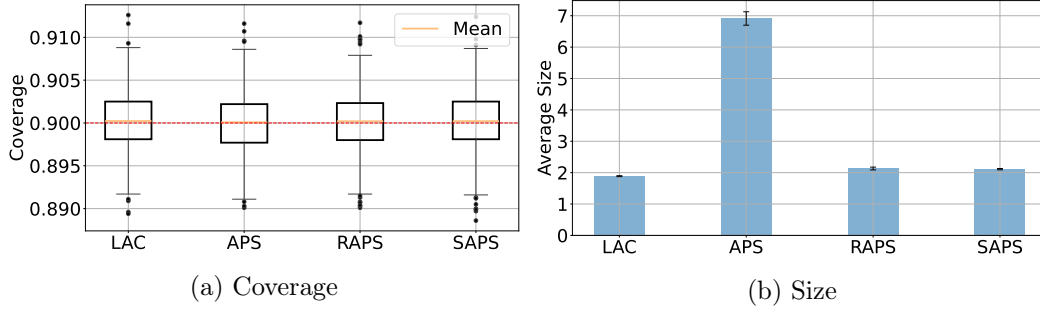 Coverage
0.910
0.905
0.900
0.895
0.890
Mean
LAC APS RAPS SAPS
(a) Coverage
Average Size
7
6
5
4
3
2
1
0
LAC APS RAPS SAPS
(b) Size